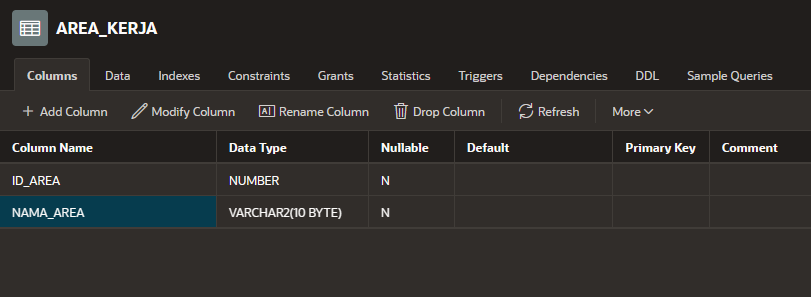 AREA_KERJA
Columns Data Indexes Constraints Grants Statistics Triggers Dependencies DDL Sample Queries
+ Add Column Modify Column A Rename Column Drop Column Refresh More
Column Name Data Type Nullable Default Primary Key Comment
ID_AREA NUMBER N
NAMA_AREA VARCHAR2(10 BYTE) N